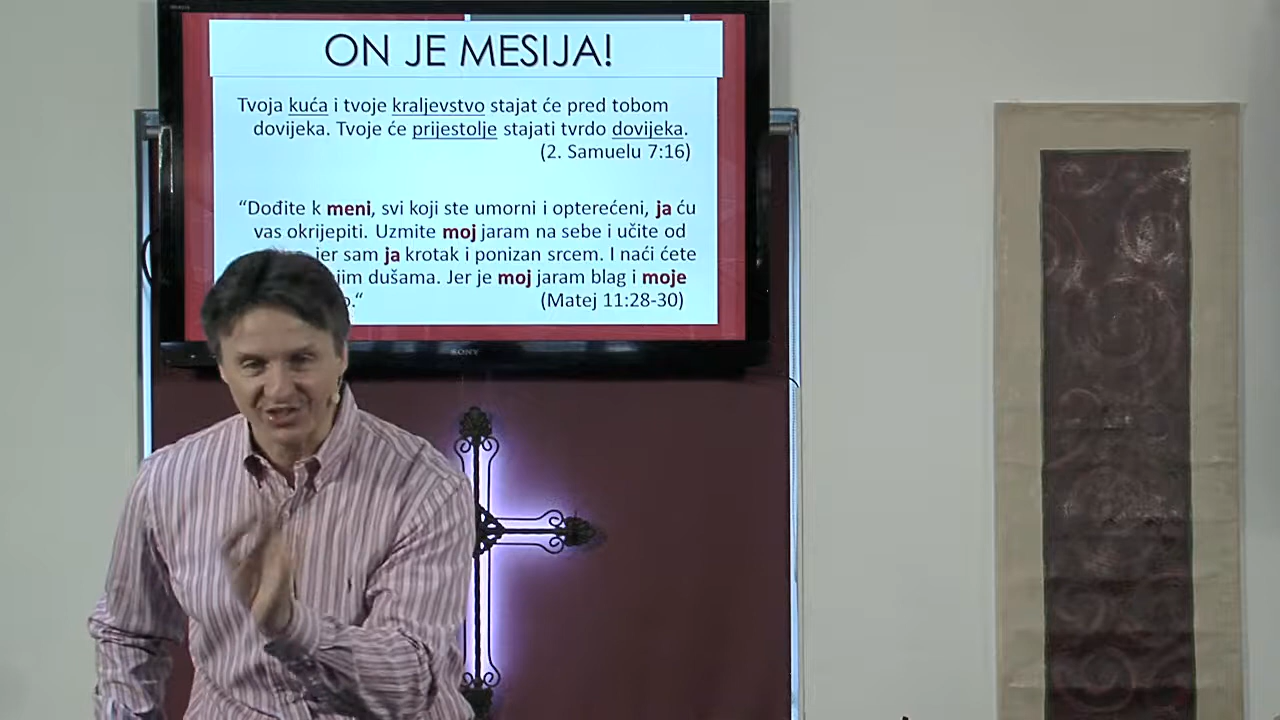 ON JE MESIJA!
Tvoja kuća i tvoje kraljevstvo stajat će pred tobom
dovijeka. Tvoje će prijestolje stajati tvrdo dovijeka.
(2. Samuelu 7:16)
“Dođite k meni, svi koji ste umorni i opterećeni, ja ću
vas okrijepiti. Uzmite moj jaram na sebe i učite od
jer sam ja krotak i ponizan srcem. I naći ćete
dušama. Jer je moj jaram blag i moje
(Matej 11:28-30)
SONY